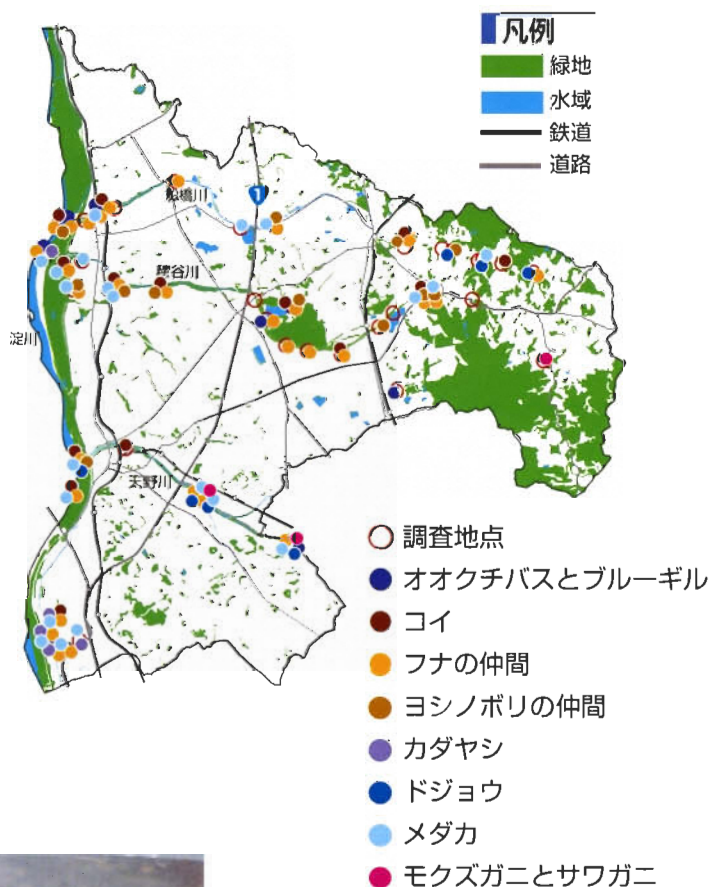 凡例
緑地
水域
鉄道
道路
船橋川
1
穂谷川
淀川
天野川
調査地点
オオクチバスとブルーギル
コイ
フナの仲間
ヨシノボリの仲間
カダヤシ
ドジョウ
メダカ
モクズガニとサワガニ